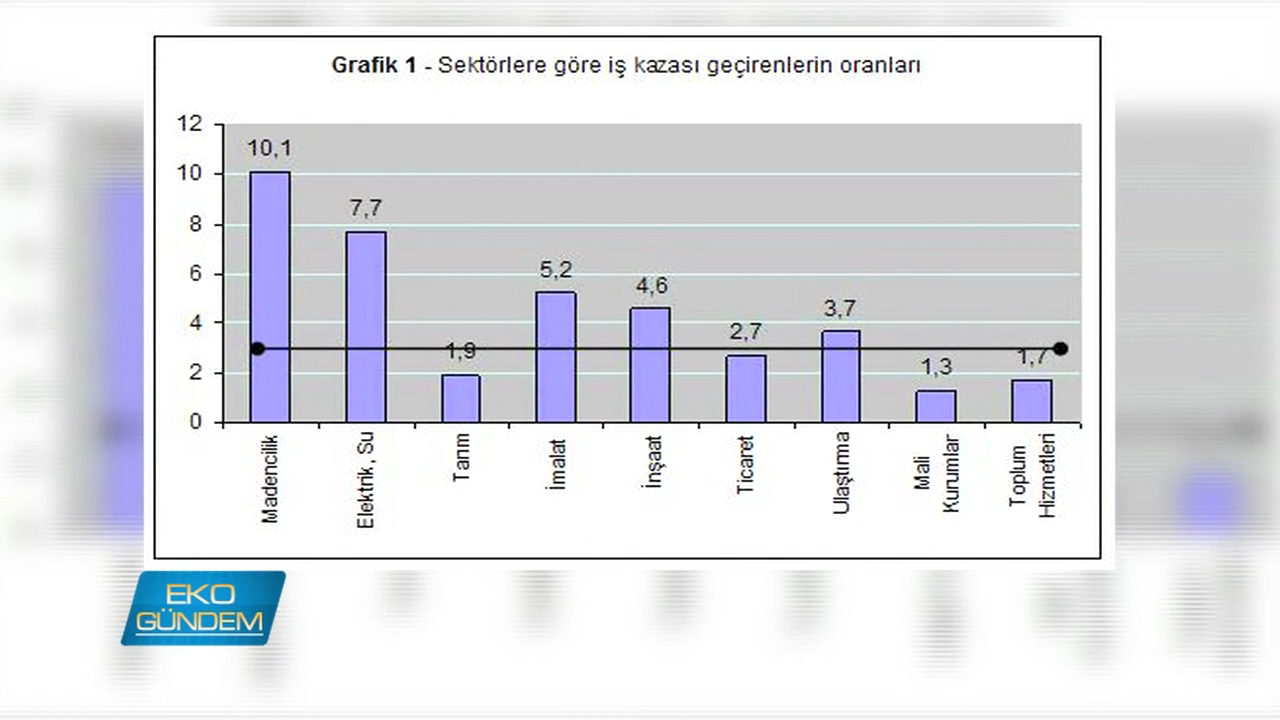 Grafik 1 - Sektörlere göre iş kazası geçirenlerin oranları
12
10
8
6
4
2
0
10,1
7,7
1,9
5,2
4,6
2,7
3,7
1,3
1,7
Madencilik
Elektrik, Su
Tarım
İmalat
İnşaat
Ticaret
Ulaştırma
Mali
Kurumlar
Toplum
Hizmetleri
EKO
GÜNDEM